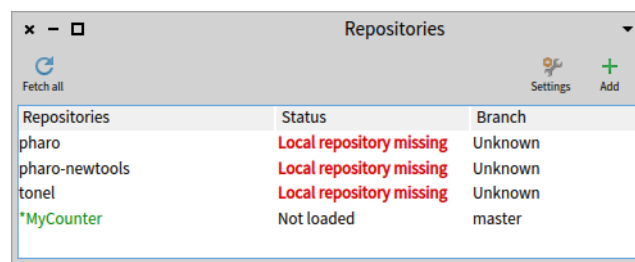 Repositories
Fetch all
Settings
Add
Repositories Status Branch
pharo Local repository missing Unknown
pharo-newtools Local repository missing Unknown
tonel Local repository missing Unknown
*MyCounter Not loaded master